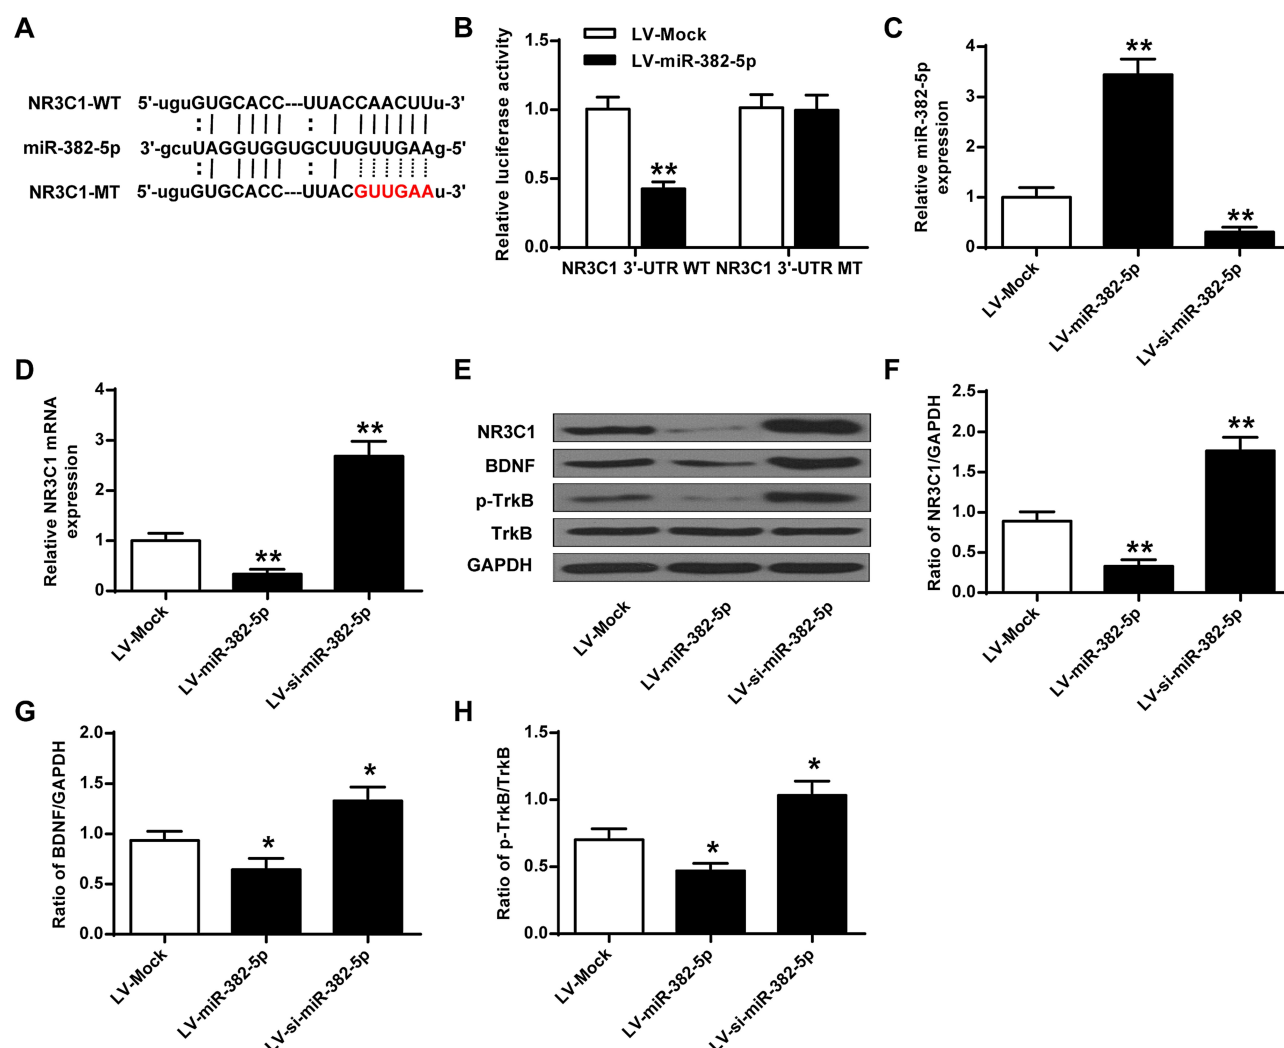 A
NR3C1-WT 5'-uguGUGCACC---UUACCAACUUu-3'
miR-382-5p 3'-gcuUAGGUGGUGCUUGUUGAAg-5'
NR3C1-MT 5'-uguGUGCACC---UUACGUUGAAu-3'
B
LV-Mock
LV-miR-382-5p
Relative luciferase activity
1.5
1.0
0.5
0.0
**
NR3C1 3'-UTR WT NR3C1 3'-UTR MT
C
Relative miR-382-5p
expression
4
3
2
1
0
**
**
LV-Mock
LV-miR-382-5p
LV-si-miR-382-5p
D
Relative NR3C1 mRNA
expression
4
3
2
1
0
**
**
LV-Mock
LV-miR-382-5p
LV-si-miR-382-5p
E
NR3C1
BDNF
p-TrkB
TrkB
GAPDH
LV-Mock
LV-miR-382-5p
LV-si-miR-382-5p
F
Ratio of NR3C1/GAPDH
2.5
2.0
1.5
1.0
0.5
0.0
**
**
LV-Mock
LV-miR-382-5p
LV-si-miR-382-5p
G
Ratio of BDNF/GAPDH
2.0
1.5
1.0
0.5
0.0
*
*
LV-Mock
LV-miR-382-5p
LV-si-miR-382-5p
H
Ratio of p-TrkB/TrkB
1.5
1.0
0.5
0.0
*
*
LV-Mock
LV-miR-382-5p
LV-si-miR-382-5p